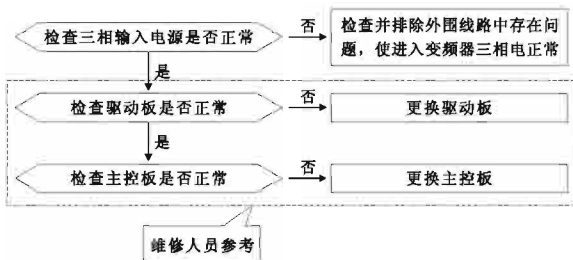 检查三相输入电源是否正常
否
检查并排除外围线路中存在问
题，使进入变频器三相电正常
是
检查驱动板是否正常
否
更换驱动板
是
检查主控板是否正常
否
更换主控板
维修人员参考